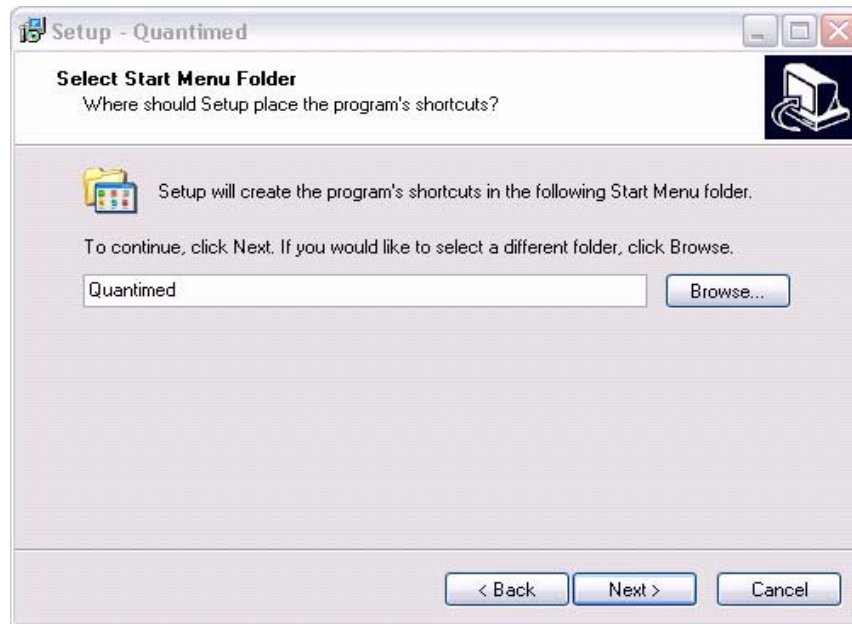 Setup - Quantimed
Select Start Menu Folder
Where should Setup place the program's shortcuts?
Setup will create the program's shortcuts in the following Start Menu folder.
To continue, click Next. If you would like to select a different folder, click Browse.
Quantimed
Browse...
< Back
Next >
Cancel